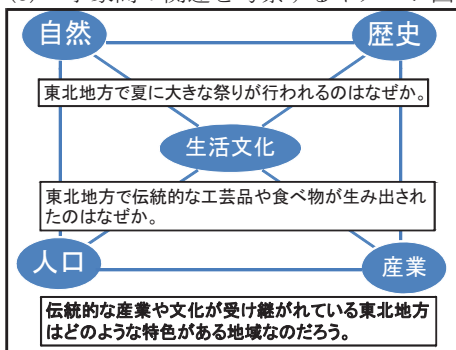 自然
歴史
東北地方で夏に大きな祭りが行われるのはなぜか。
生活文化
東北地方で伝統的な工芸品や食べ物が生み出され
たのはなぜか。
人口
産業
伝統的な産業や文化が受け継がれている東北地方
はどのような特色がある地域なのだろう。